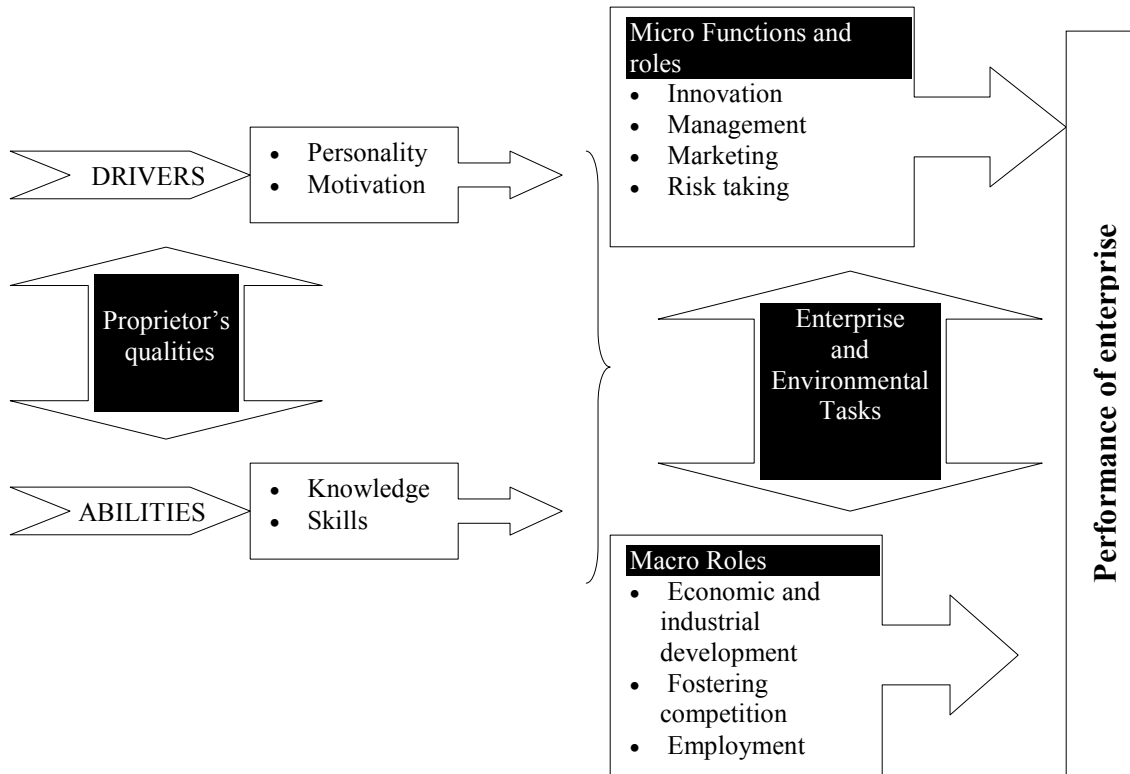 DRIVERS
• Personality
• Motivation
Proprietor’s
qualities
ABILITIES
• Knowledge
• Skills
Micro Functions and
roles
• Innovation
• Management
• Marketing
• Risk taking
Enterprise
and
Environmental
Tasks
Macro Roles
• Economic and
industrial
development
• Fostering
competition
• Employment
Performance of enterprise